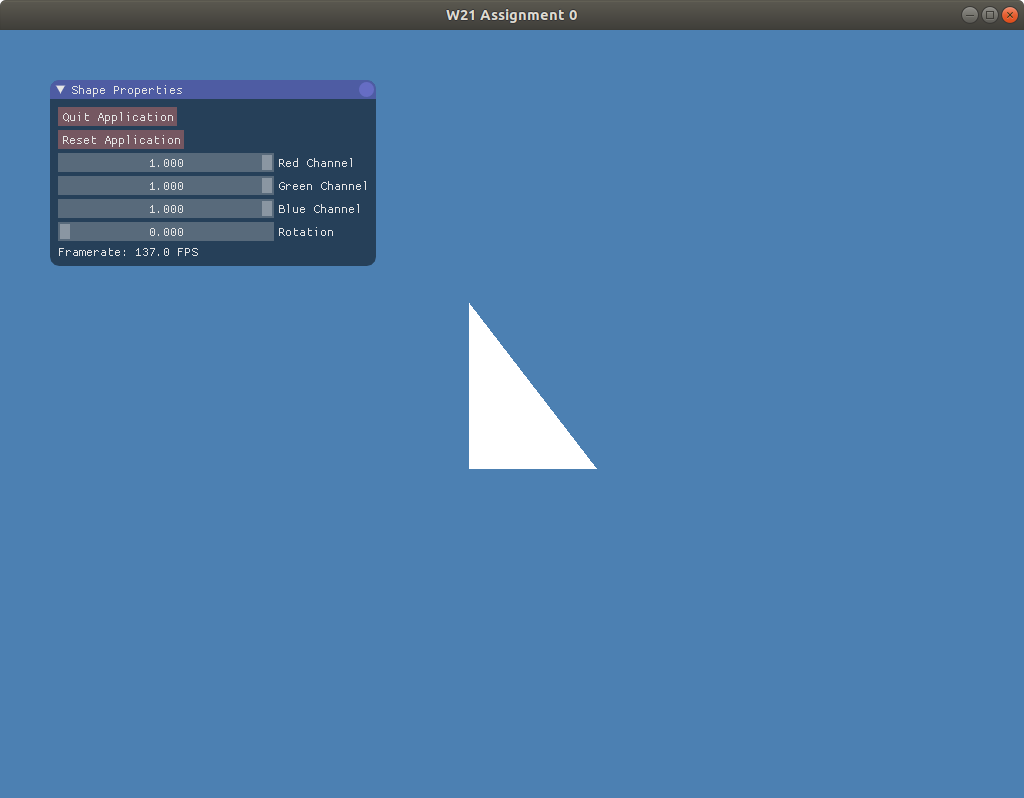 W21 Assignment 0
Shape Properties
Quit Application
Reset Application
1.000 Red Channel
1.000 Green Channel
1.000 Blue Channel
0.000 Rotation
Framerate: 137.0 FPS